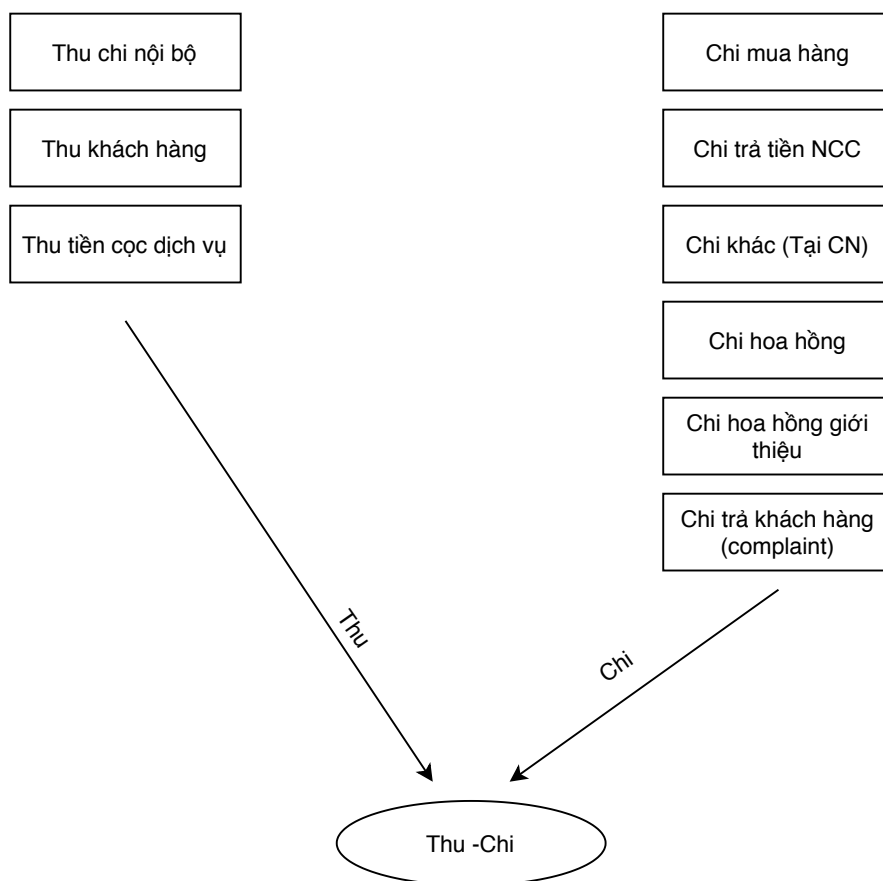 Thu chi nội bộ
Thu khách hàng
Thu tiền cọc dịch vụ
Chi mua hàng
Chi trả tiền NCC
Chi khác (Tại CN)
Chi hoa hồng
Chi hoa hồng giới
thiệu
Chi trả khách hàng
(complaint)
Thu
Chi
Thu -Chi